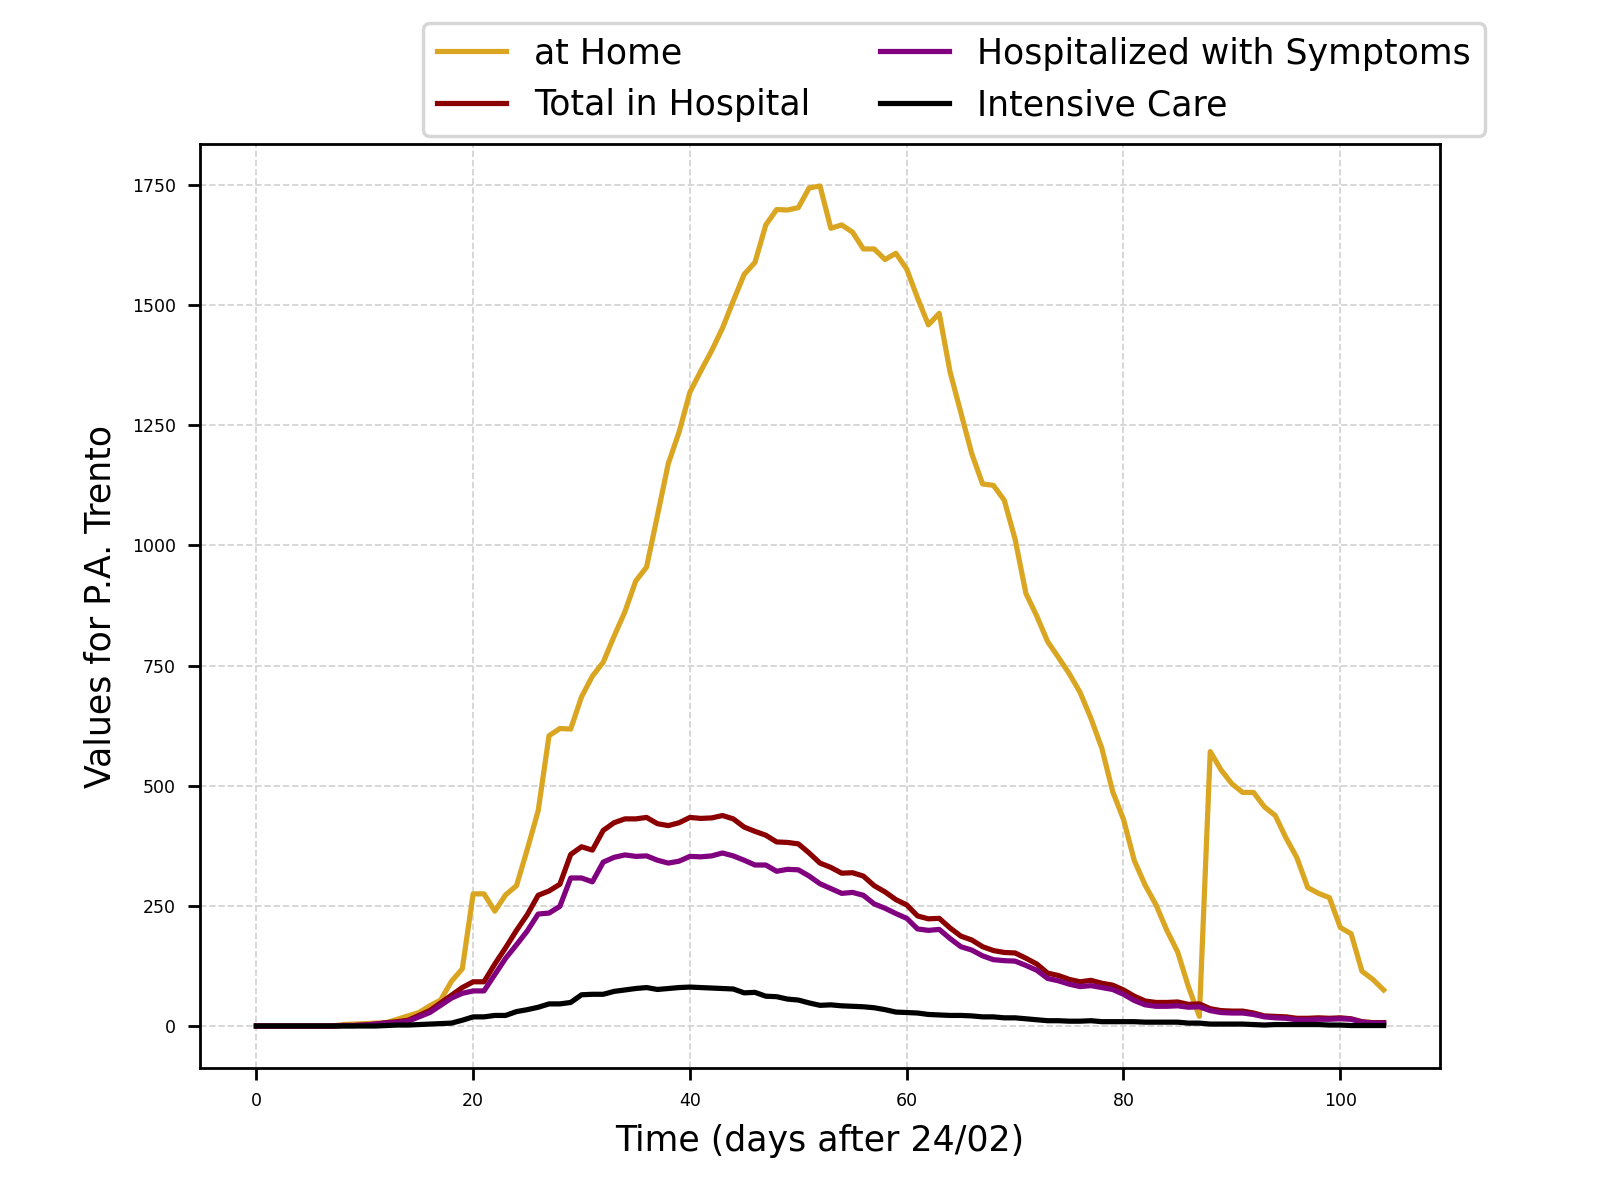 at Home
Total in Hospital
Hospitalized with Symptoms
Intensive Care
Values for P.A. Trento
1750
1500
1250
1000
750
500
250
0
0 20 40 60 80 100
Time (days after 24/02)